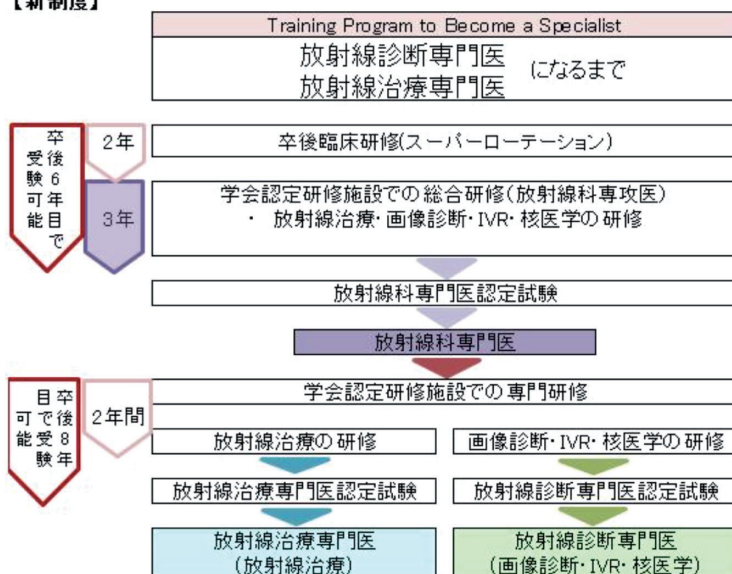 【新制度】
Training Program to Become a Specialist
放射線診断専門医
放射線治療専門医
になるまで
卒後6年目で
受験可能
2年
卒後臨床研修(スーパーローテーション)
3年
学会認定研修施設での総合研修(放射線科専攻医)
・ 放射線治療・画像診断・IVR・核医学の研修
放射線科専門医認定試験
放射線科専門医
卒後8年
目で受験
可能
2年間
学会認定研修施設での専門研修
放射線治療の研修
画像診断・IVR・核医学の研修
放射線治療専門医認定試験
放射線診断専門医認定試験
放射線治療専門医
(放射線治療)
放射線診断専門医
(画像診断・IVR・核医学)